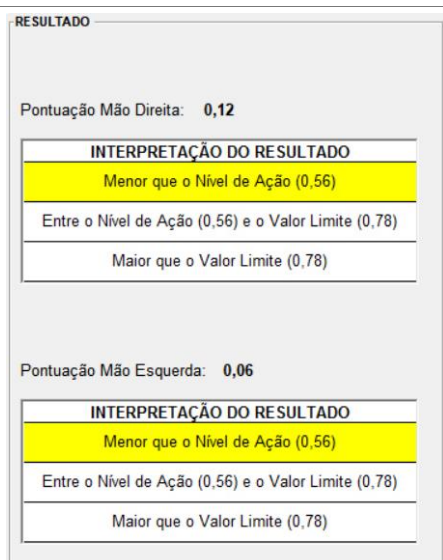 RESULTADO
Pontuação Mão Direita: 0,12
INTERPRETAÇÃO DO RESULTADO
Menor que o Nível de Ação (0,56)
Entre o Nível de Ação (0,56) e o Valor Limite (0,78)
Maior que o Valor Limite (0,78)
Pontuação Mão Esquerda: 0,06
INTERPRETAÇÃO DO RESULTADO
Menor que o Nível de Ação (0,56)
Entre o Nível de Ação (0,56) e o Valor Limite (0,78)
Maior que o Valor Limite (0,78)